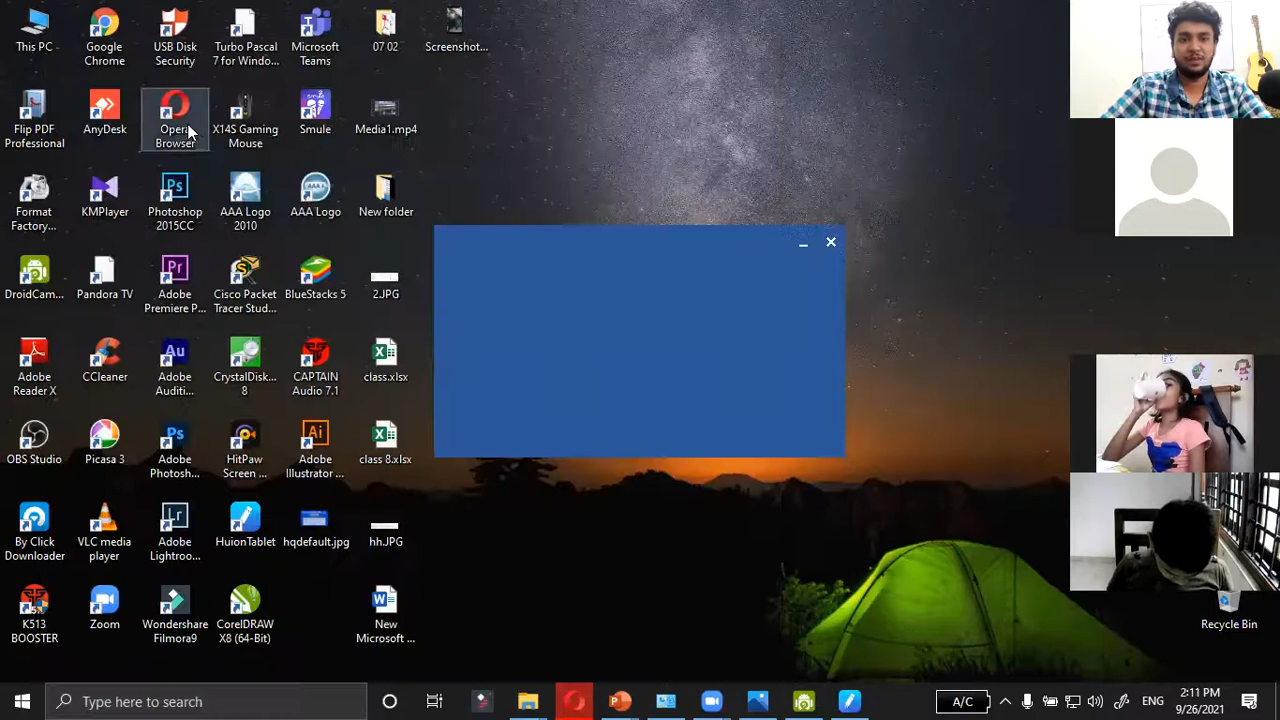 This PC
Google
Chrome
USB Disk
Security
Turbo Pascal
7 for Windo...
Microsoft
Teams
07 02
Screenshot...
Flip PDF
Professional
AnyDesk
Opera
Browser
X14S Gaming
Mouse
Smule
Media1.mp4
Format
Factory...
KMPlayer
Photoshop
2015CC
AAA Logo
2010
AAA Logo
New folder
DroidCam...
Pandora TV
Adobe
Premiere P...
Cisco Packet
Tracer Stud...
BlueStacks 5
2.JPG
Adobe
Reader X
CCleaner
Adobe
Auditi...
CrystalDisk...
8
CAPTAIN
Audio 7.1
class.xlsx
OBS Studio
Picasa 3
Adobe
Photosh...
HitPaw
Screen ...
Adobe
Illustrator ...
class 8.xlsx
By Click
Downloader
VLC media
player
Adobe
Lightroo...
HuionTablet
hqdefault.jpg
hh.JPG
K513
BOOSTER
Zoom
Wondershare
Filmora9
CorelDRAW
X8 (64-Bit)
New
Microsoft ...
Recycle Bin
Type here to search
A/C
ENG
2:11 PM
9/26/2021